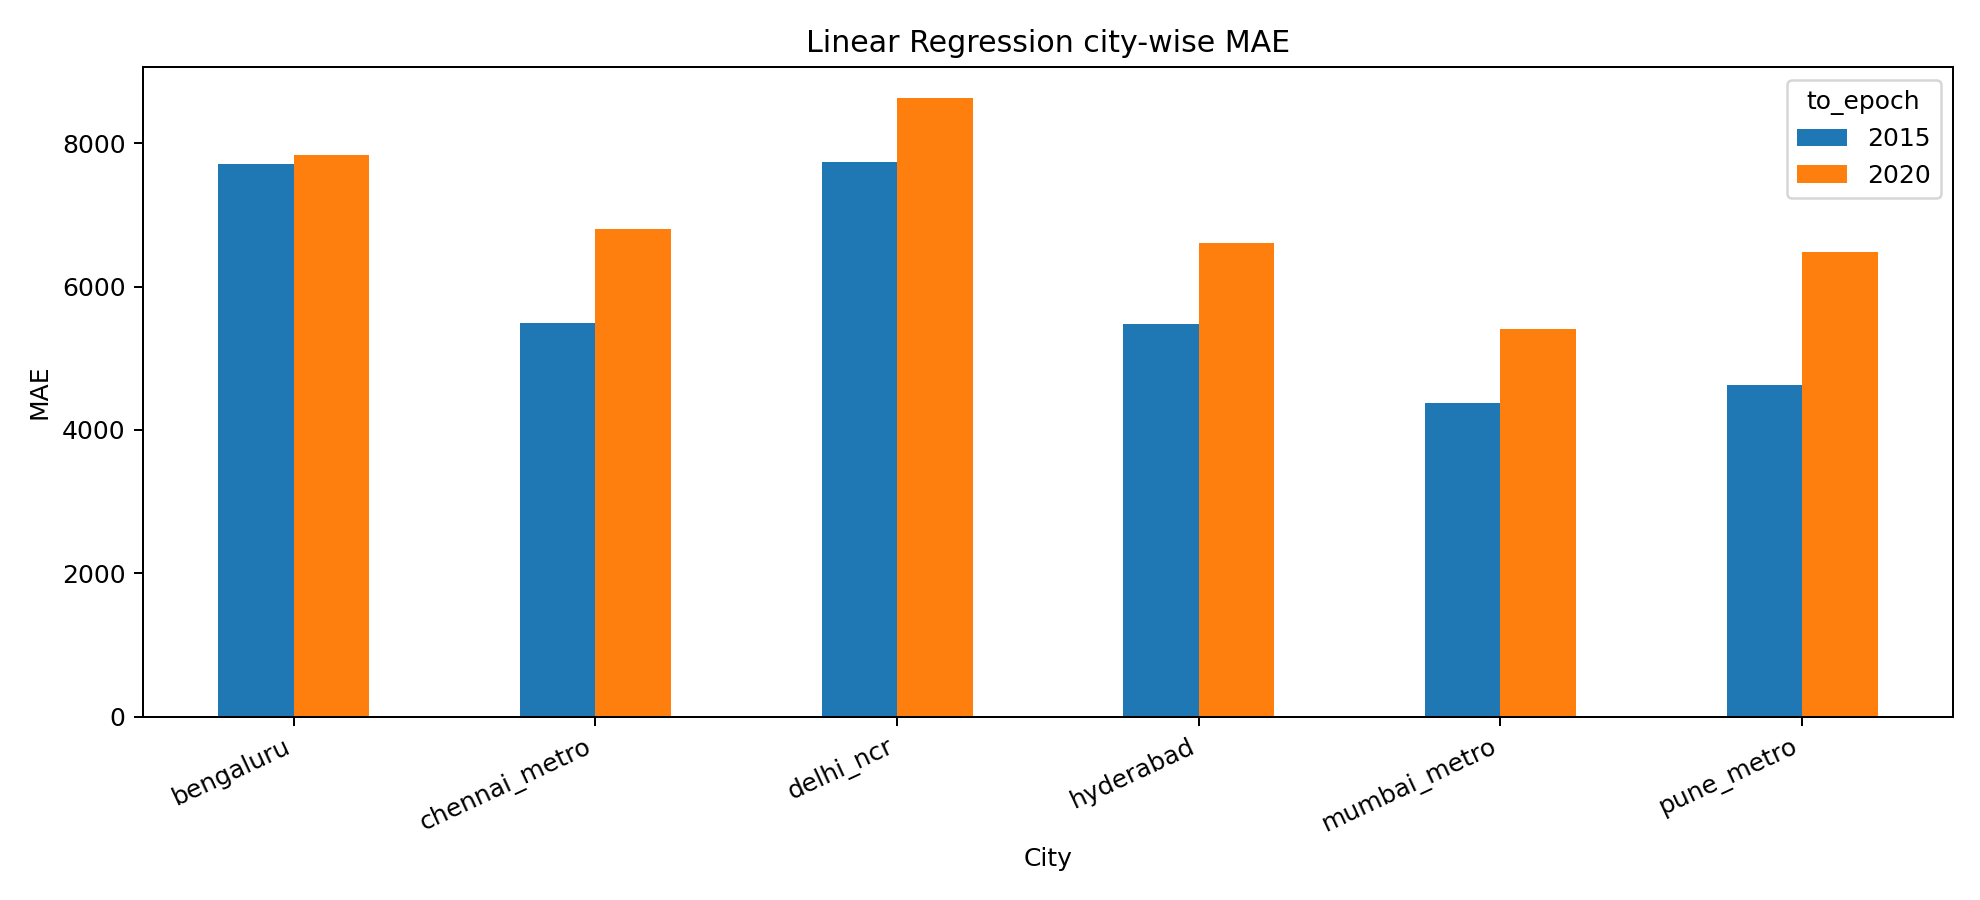 Linear Regression city-wise MAE
to_epoch
2015
2020
8000
6000
4000
2000
0
MAE
bengaluru
chennai_metro
delhi_ncr
hyderabad
mumbai_metro
pune_metro
City